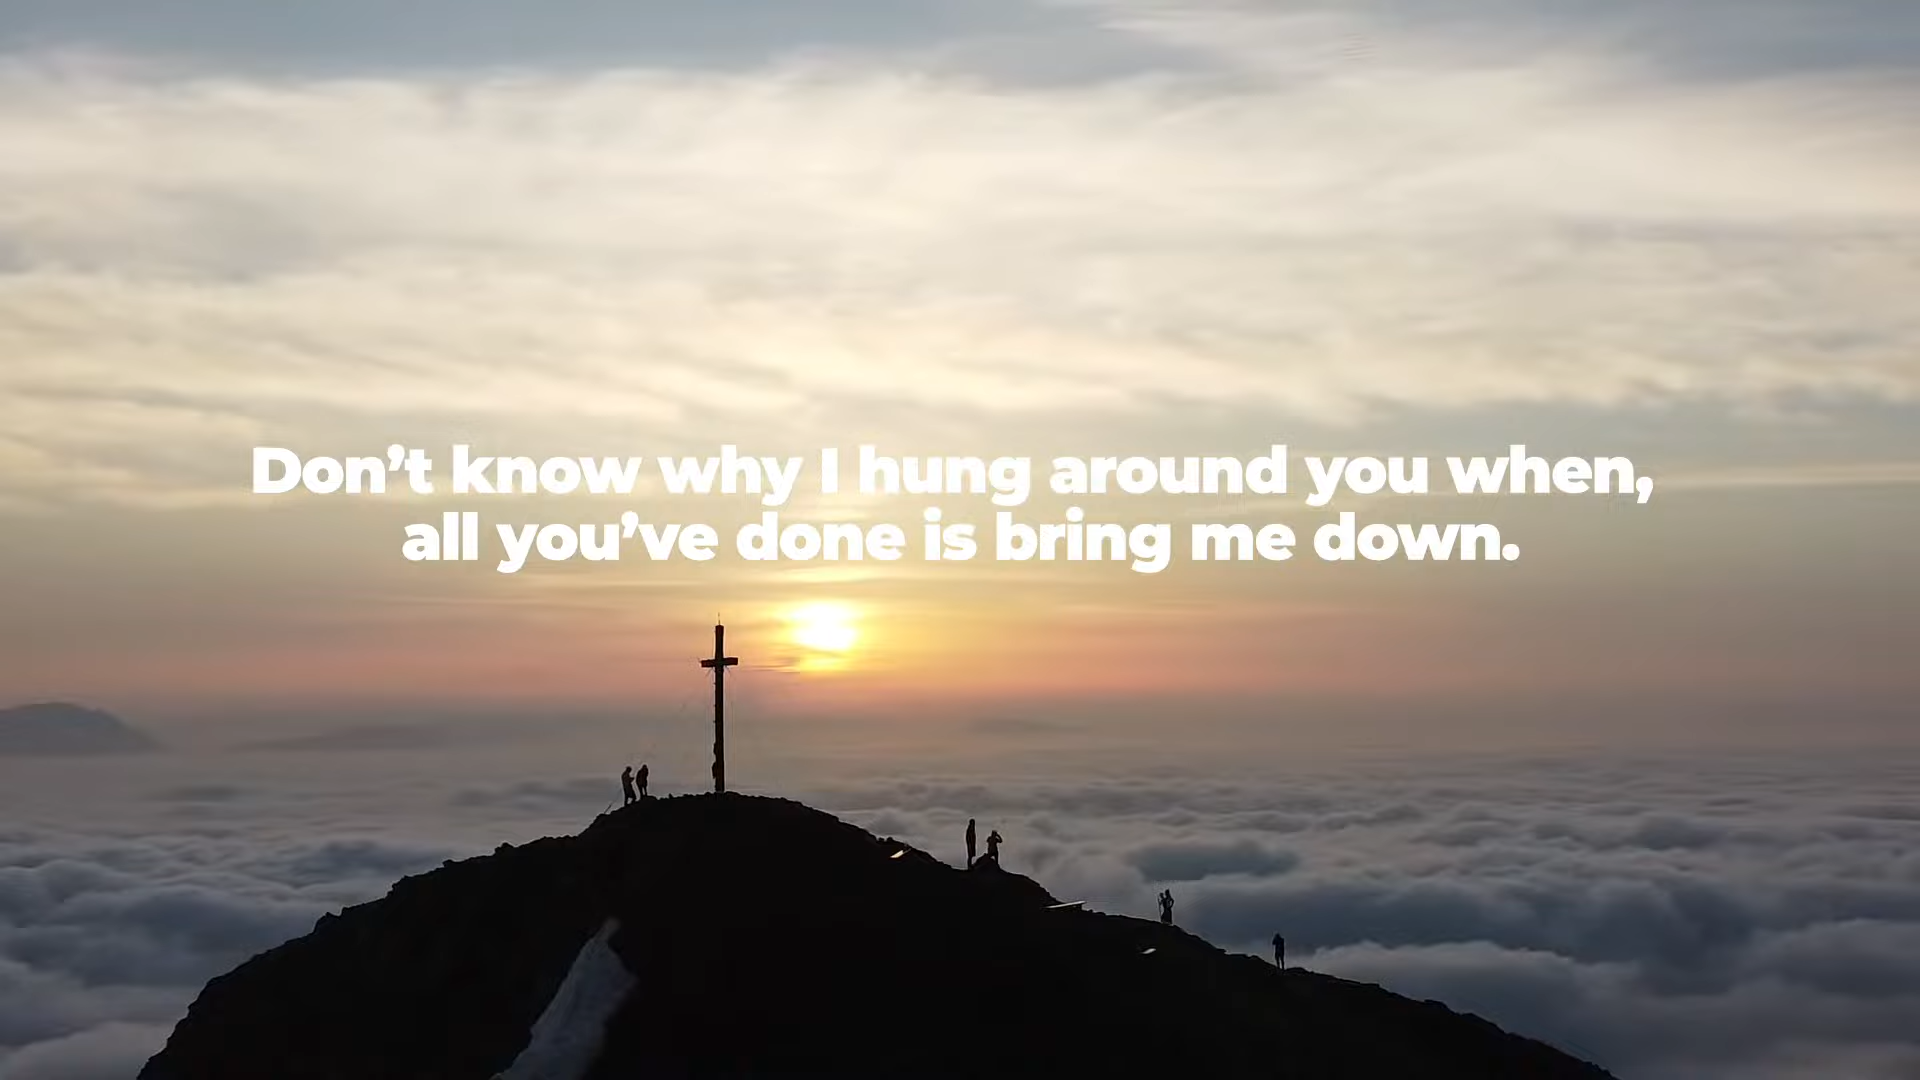 Don’t know why I hung around you when,
all you’ve done is bring me down.